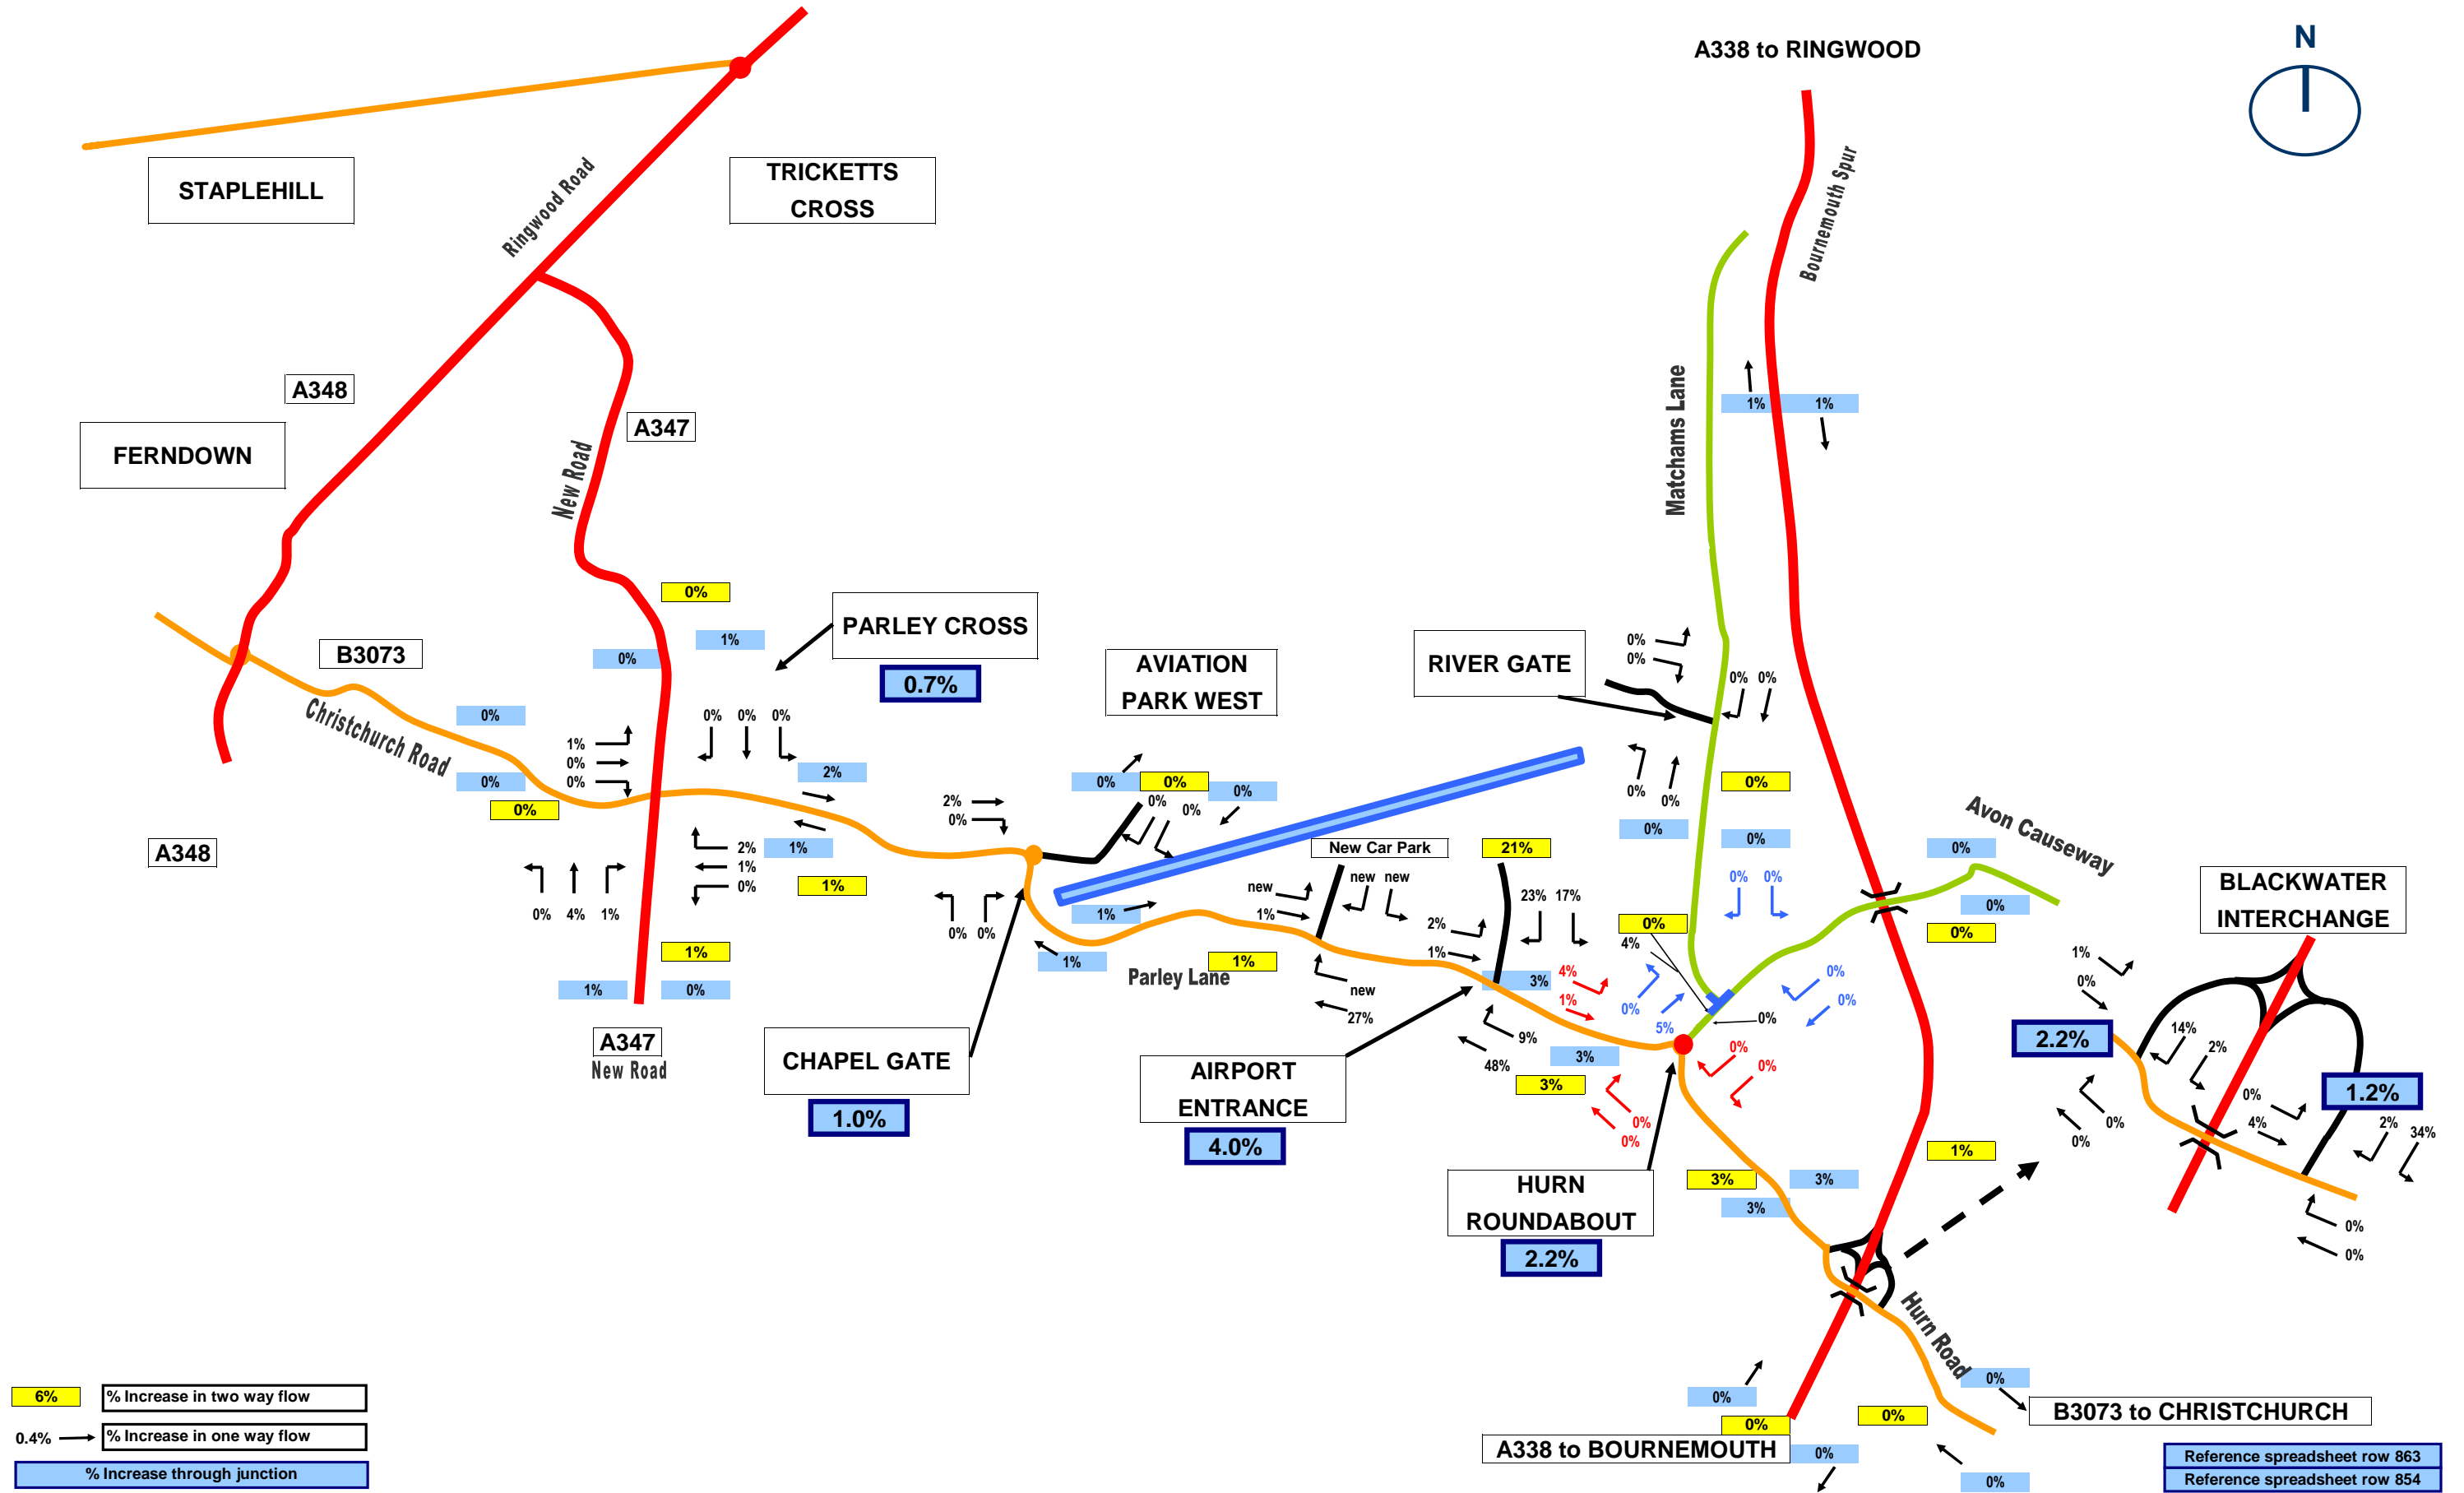 A338 to RINGWOOD
N
STAPLEHILL
Ringwood Road
TRICKETTS
CROSS
Bournemouth Spur
A348
A347
FERNDOWN
New Road
Matchams Lane
1%
1%
0%
1%
PARLEY CROSS
0.7%
B3073
0%
AVIATION
PARK WEST
RIVER GATE
0%
0%
0%
0%
Christchurch Road
0%
0%
0%
1%
0%
0%
0%
0%
0%
2%
0%
0%
0%
0%
0%
2%
0%
0%
0%
0%
0%
0%
0%
0%
Avon Causeway
A348
2%
1%
0%
1%
1%
New Car Park
21%
0%
0%
0%
0%
BLACKWATER
INTERCHANGE
0%
4%
1%
0%
0%
new
new
new
1%
1%
2%
1%
23%
17%
0%
4%
0%
0%
1%
1%
1%
Parley Lane
new
27%
3%
4%
1%
0%
5%
0%
0%
0%
1%
0%
1%
0%
A347
New Road
CHAPEL GATE
1.0%
AIRPORT
ENTRANCE
4.0%
9%
48%
3%
3%
0%
0%
0%
0%
2.2%
14%
2%
0%
4%
1.2%
2%
34%
0%
0%
0%
0%
HURN
ROUNDABOUT
2.2%
3%
3%
3%
1%
Hurn Road
6%
% Increase in two way flow
0.4%
% Increase in one way flow
% Increase through junction
0%
0%
A338 to BOURNEMOUTH
0%
0%
0%
B3073 to CHRISTCHURCH
0%
Reference spreadsheet row 863
Reference spreadsheet row 854